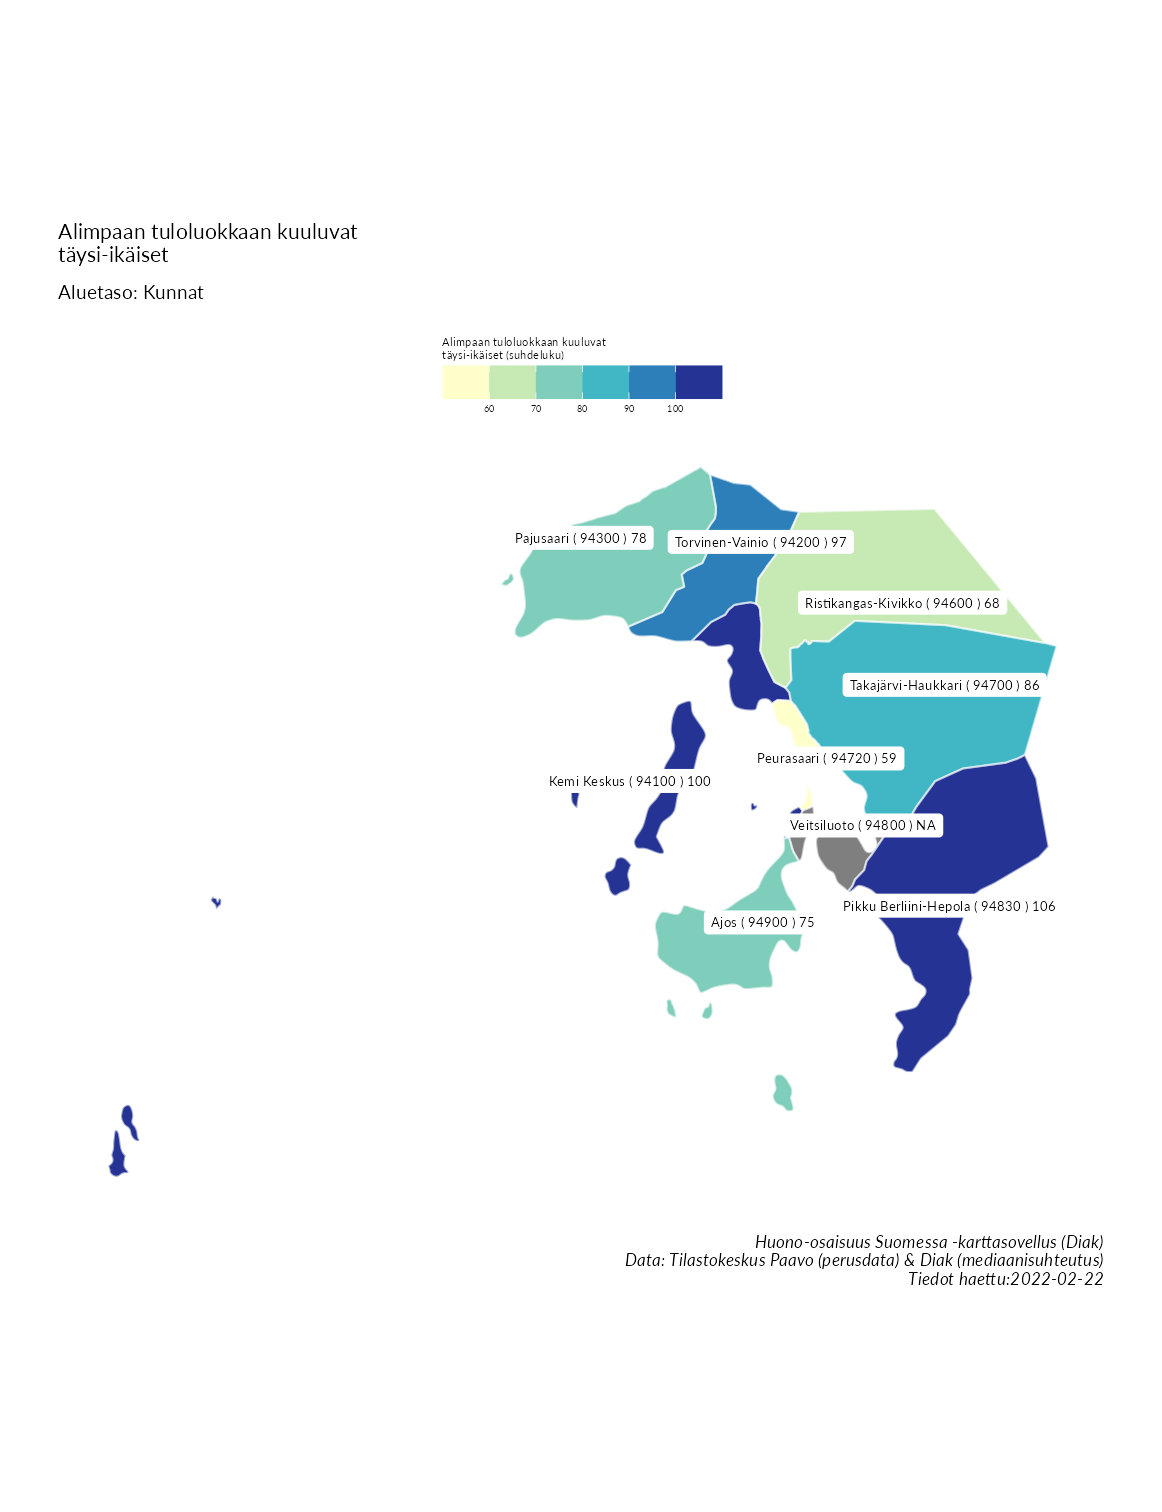 Alimpaan tuloluokkaan kuuluvat
täysi-ikäiset
Aluetaso: Kunnat
Alimpaan tuloluokkaan kuuluvat
täysi-ikäiset (suhdeluku)
60 70 80 90 100
Pajusaari ( 94300 ) 78
Torvinen-Vainio ( 94200 ) 97
Ristikangas-Kivikko ( 94600 ) 68
Takajärvi-Haukkari ( 94700 ) 86
Peurasaari ( 94720 ) 59
Kemi Keskus ( 94100 ) 100
Veitsiluoto ( 94800 ) NA
Pikku Berliini-Hepola ( 94830 ) 106
Ajos ( 94900 ) 75
Huono-osaisuus Suomessa -karttasovellus (Diak)
Data: Tilastokeskus Paavo (perusdata) & Diak (mediaanisuhteutus)
Tiedot haettu:2022-02-22